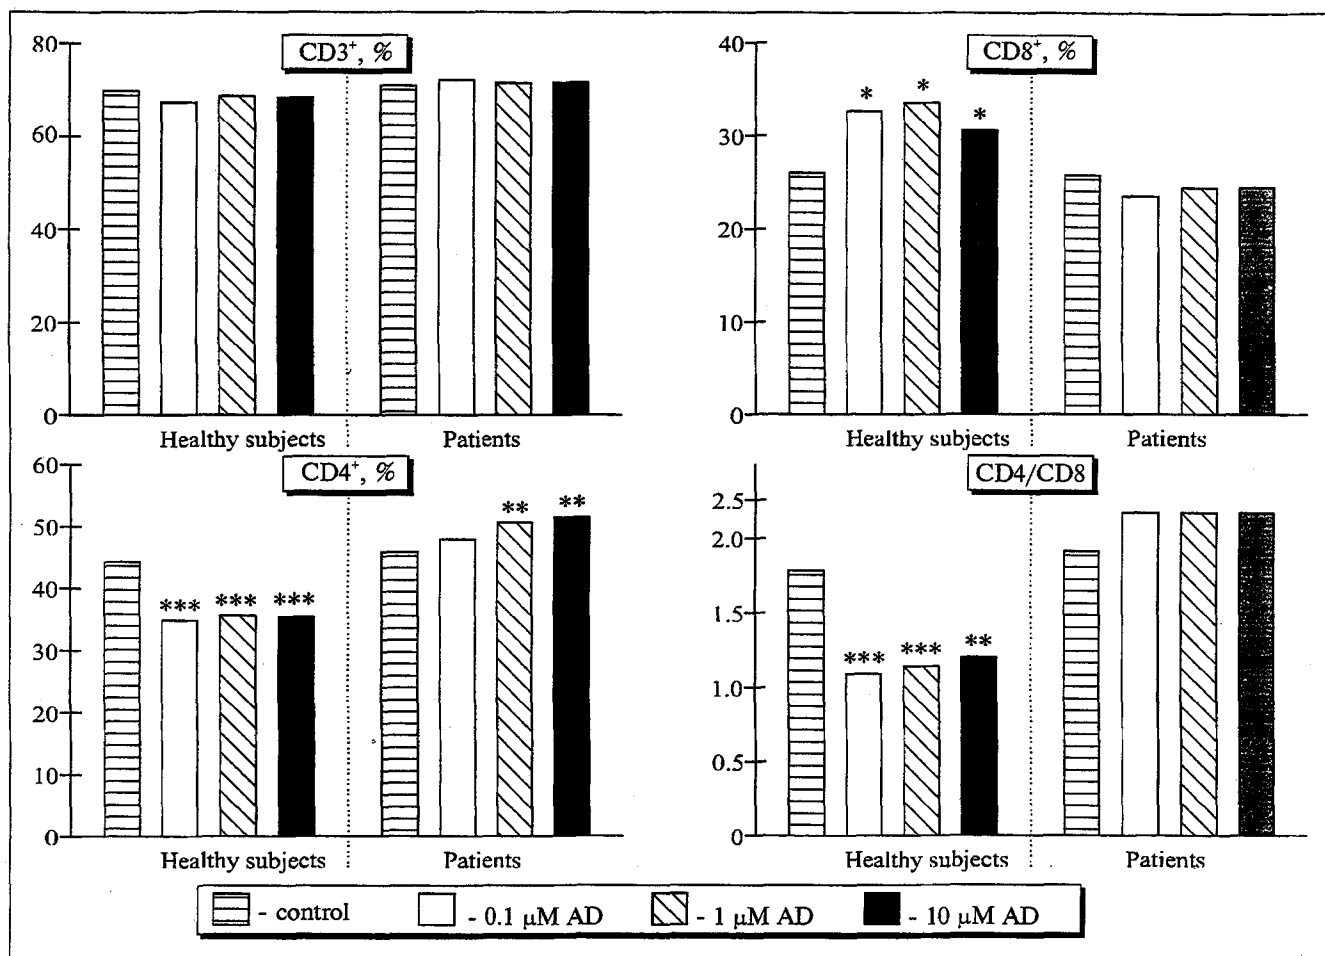 CD3⁺, %
80
60
40
20
0
Healthy subjects
Patients
CD8⁺, %
40
30
20
10
0
* * *
Healthy subjects
Patients
CD4⁺, %
60
50
40
30
20
10
0
*** *** ***
** **
Healthy subjects
Patients
CD4/CD8
2.5
2.0
1.5
1.0
0.5
0
*** *** **
Healthy subjects
Patients
- control - 0.1 μM AD - 1 μM AD - 10 μM AD